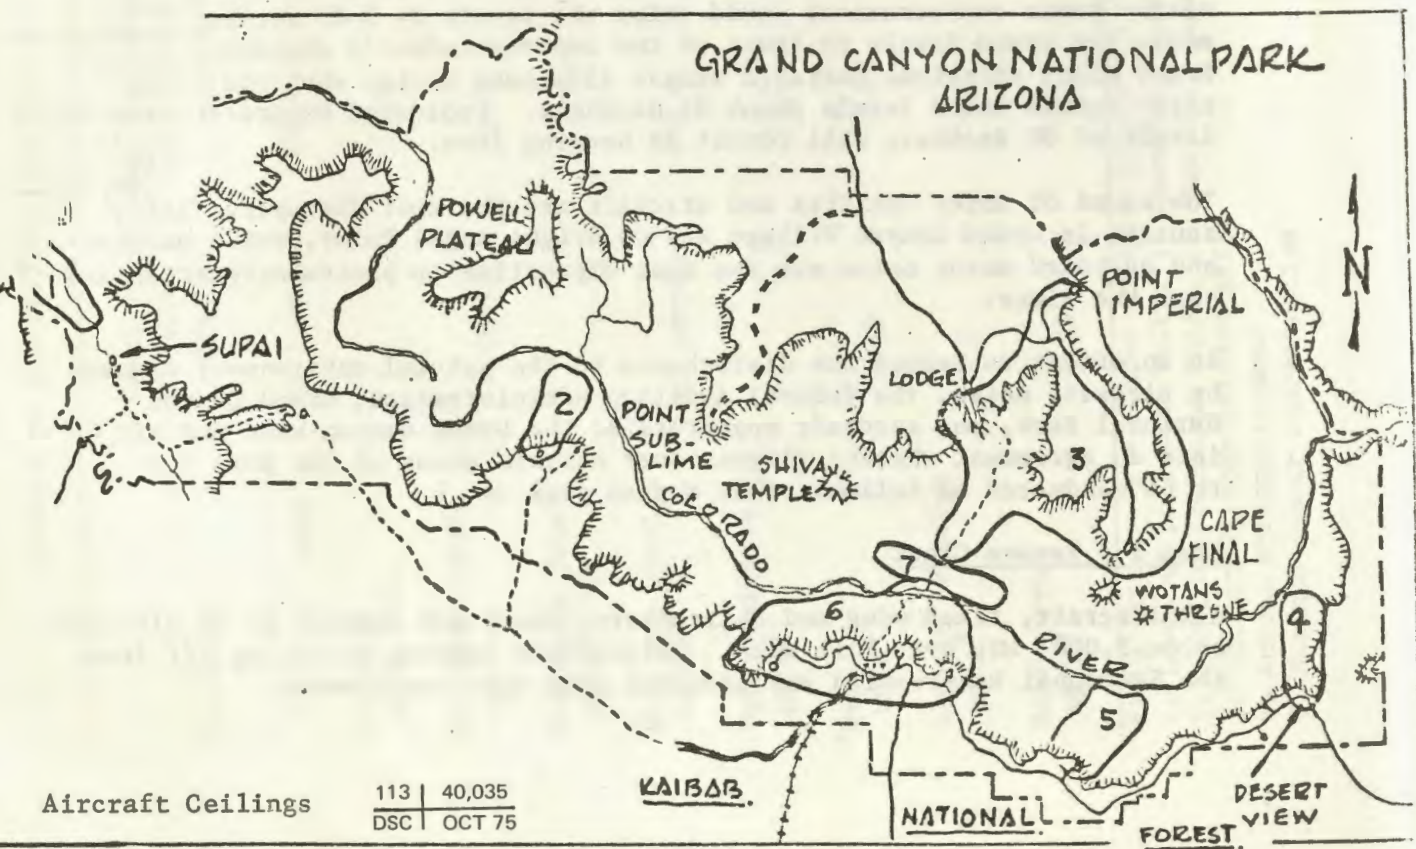 GRAND CANYON NATIONAL PARK
ARIZONA
POWELL
PLATEAU
N
POINT
IMPERIAL
SUPAI
LODGE
2
POINT
SUB-
LIME
SHIVA
TEMPLE
COLORADO
CAPE
FINAL
7
WOTANS
THRONE
6
4
RIVER
5
KAIBAB
NATIONAL
DESERT
VIEW
FOREST
Aircraft Ceilings
113 40,035
DSC OCT 75